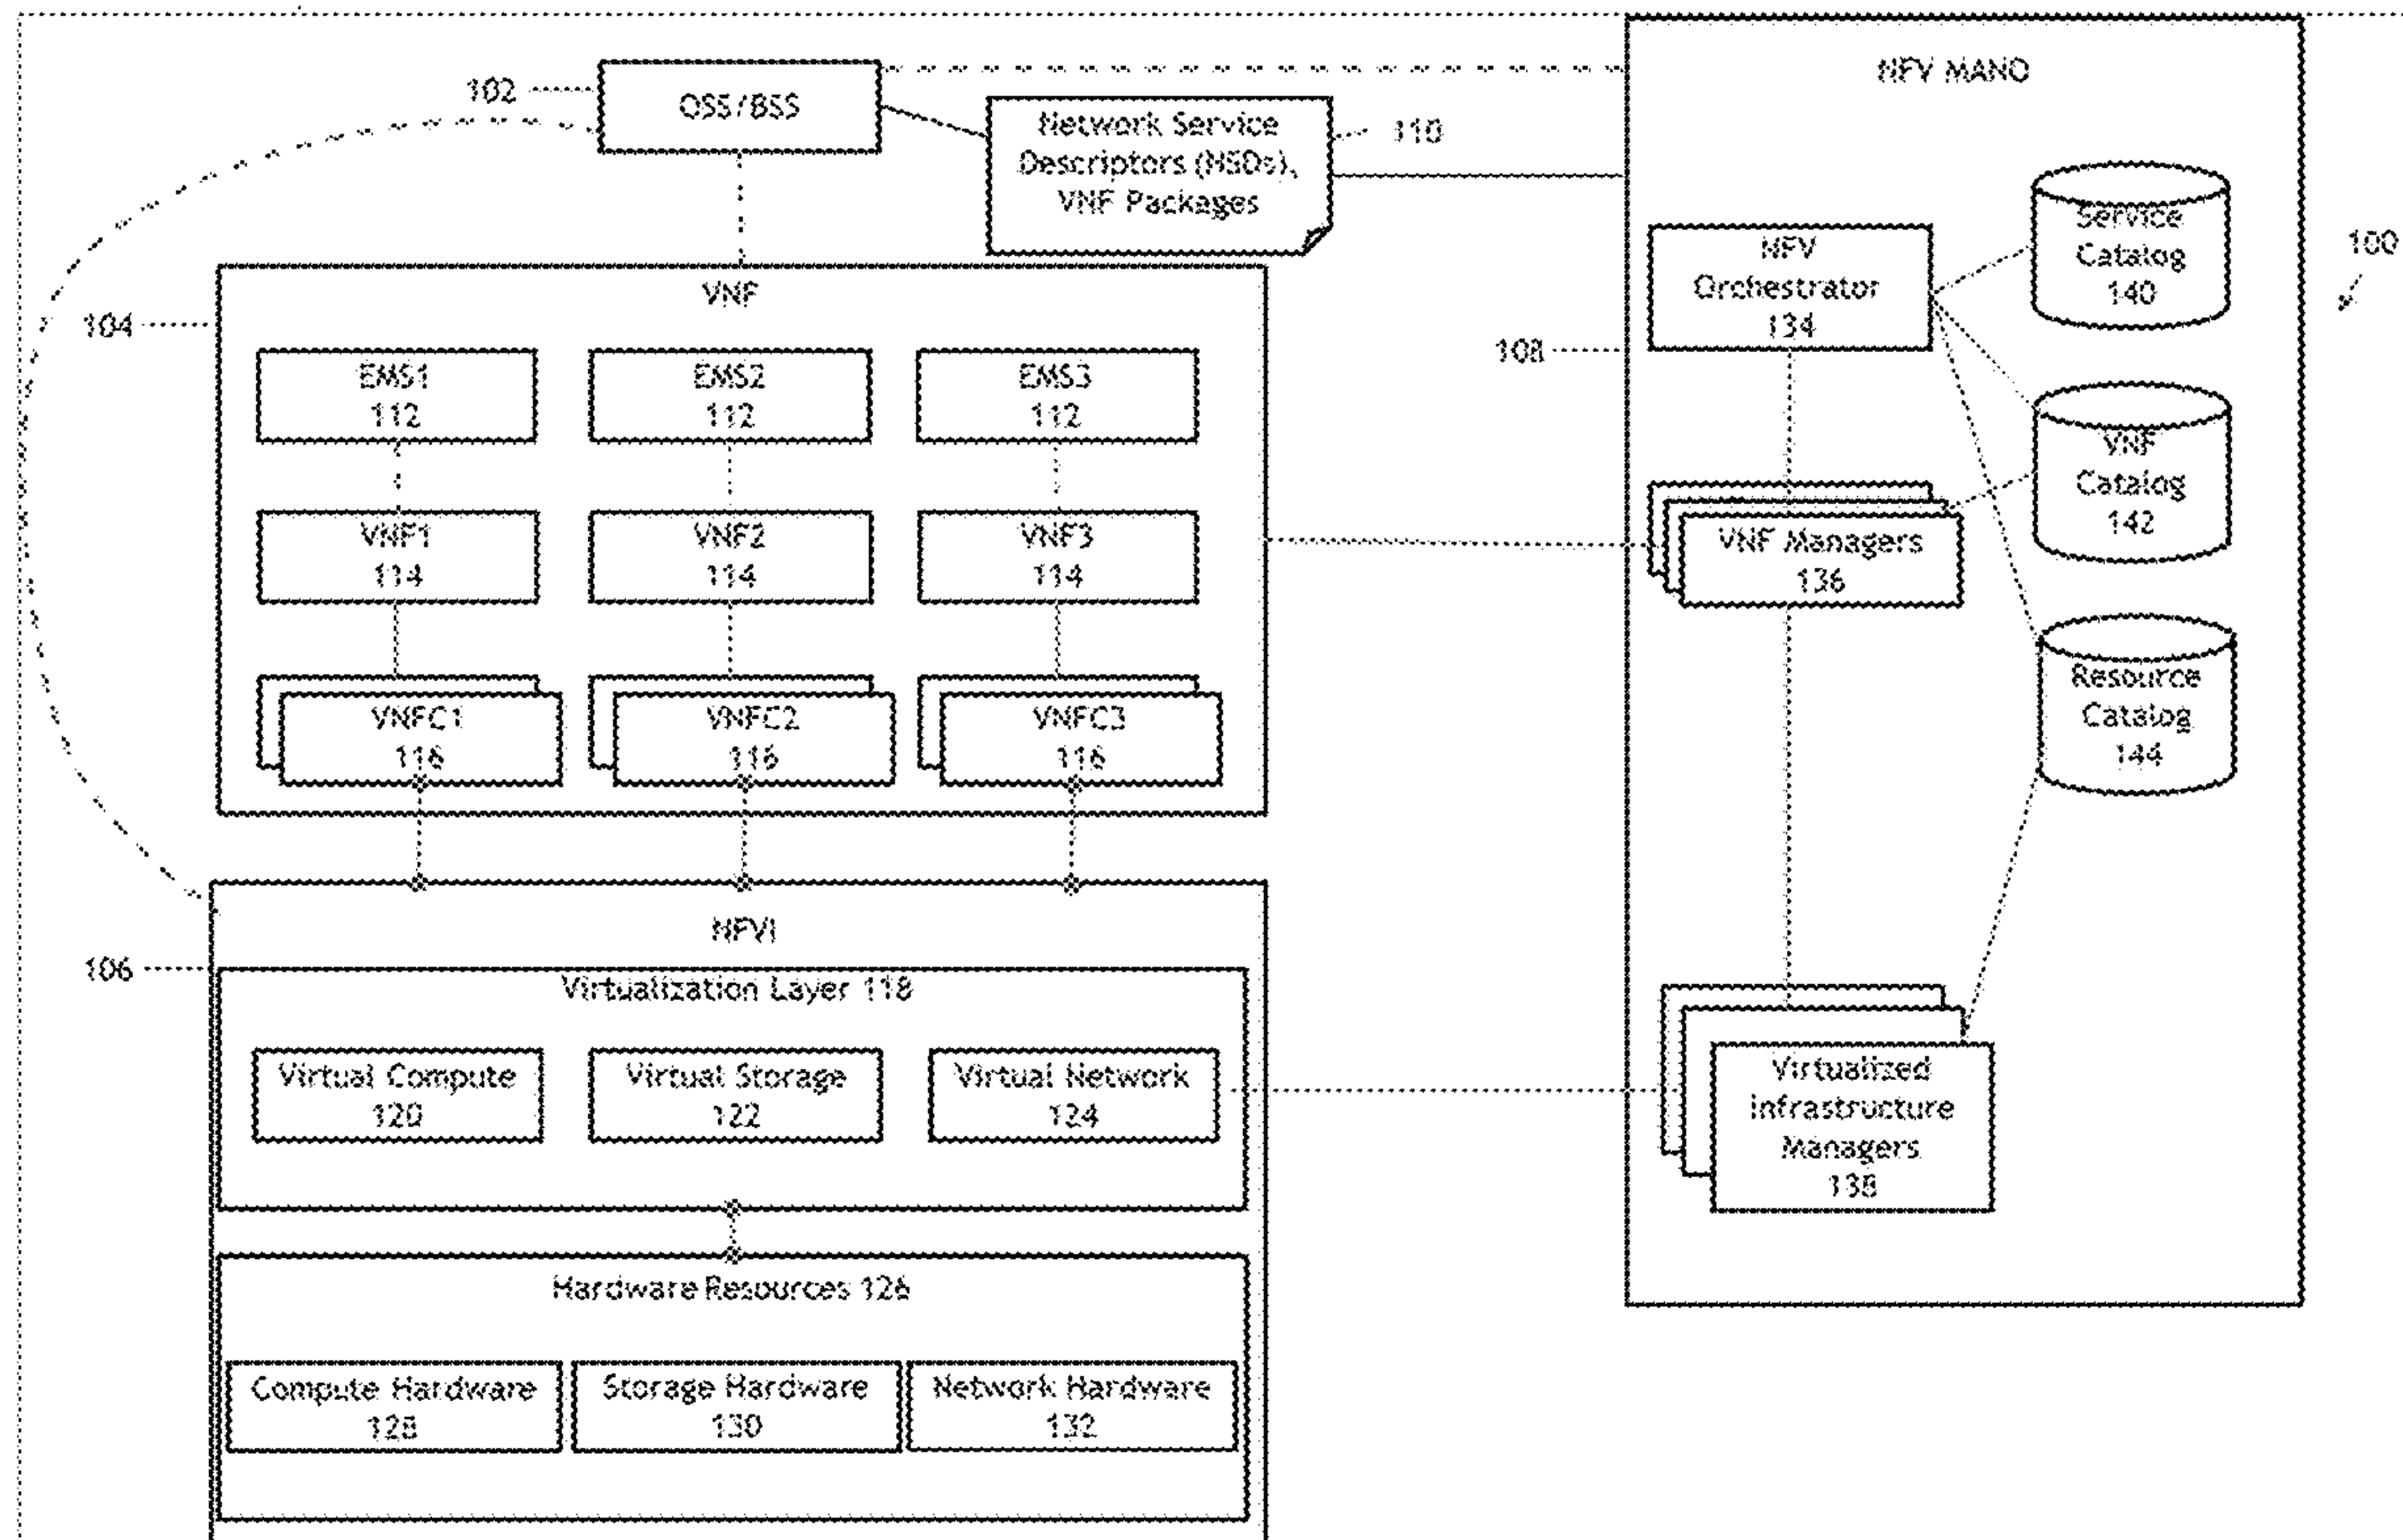 102
OSS/BSS
Network Service
Descriptors (NSDs),
VNF Packages
110
NFV MANO
100
VNF
104
EMS1
112
EMS2
112
EMS3
112
VNF1
114
VNF2
114
VNF3
114
VNFC1
116
VNFC2
116
VNFC3
116
108
NFV
Orchestrator
134
Service
Catalog
140
VNF
Catalog
142
VNF Managers
136
Resource
Catalog
144
NFVI
106
Virtualization Layer 118
Virtual Compute
120
Virtual Storage
122
Virtual Network
124
Virtualized
Infrastructure
Managers
138
Hardware Resources 126
Compute Hardware
128
Storage Hardware
130
Network Hardware
132